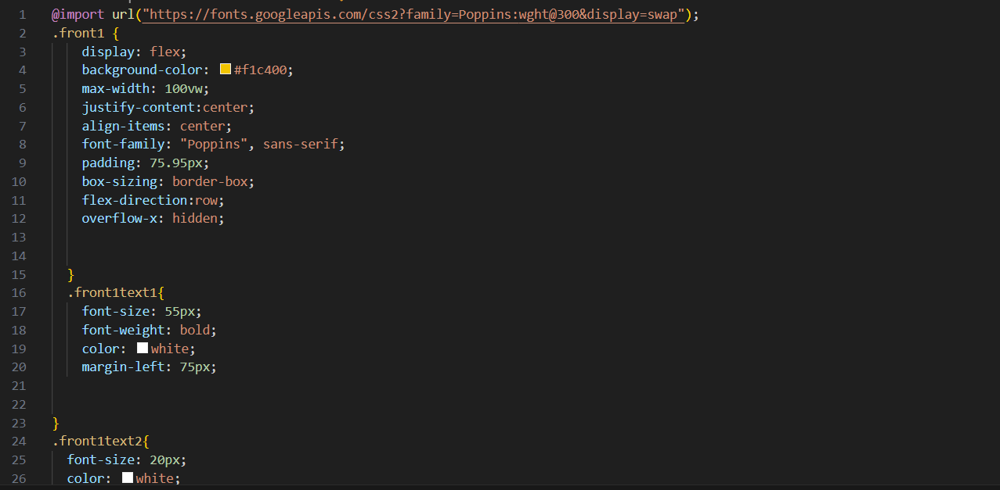 1 @import url("https://fonts.googleapis.com/css2?family=Poppins:wght@300&display=swap");
2 .front1 {
3 display: flex;
4 background-color: #f1c400;
5 max-width: 100vw;
6 justify-content:center;
7 align-items: center;
8 font-family: "Poppins", sans-serif;
9 padding: 75.95px;
10 box-sizing: border-box;
11 flex-direction:row;
12 overflow-x: hidden;
13
14
15 }
16 .front1text1{
17 font-size: 55px;
18 font-weight: bold;
19 color: white;
20 margin-left: 75px;
21
22
23 }
24 .front1text2{
25 font-size: 20px;
26 color: white;